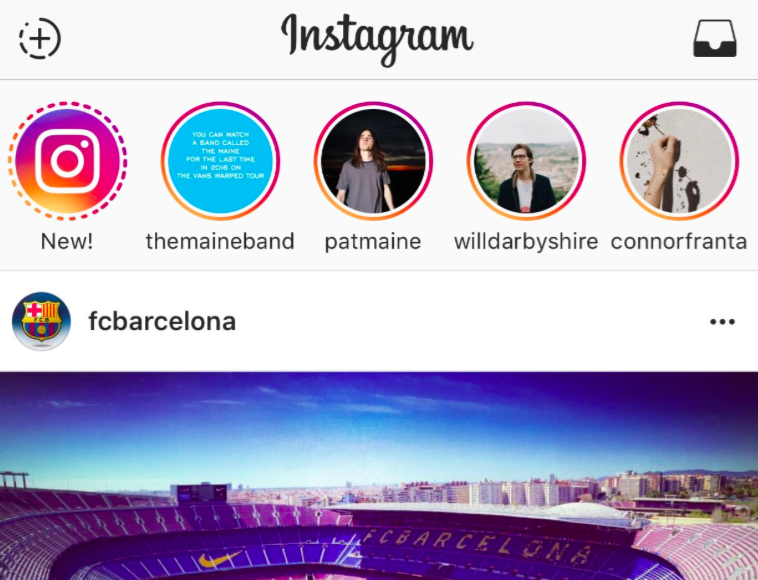 Instagram
YOU CAN WATCH
A BAND CALLED
THE MAINE
FOR THE LAST TIME
IN 2016 ON
THE VANS WARPED TOUR
New!
themaineband
patmaine
willdarbyshire
connorfranta
FCB
fcbarcelona
FCBARCELONA